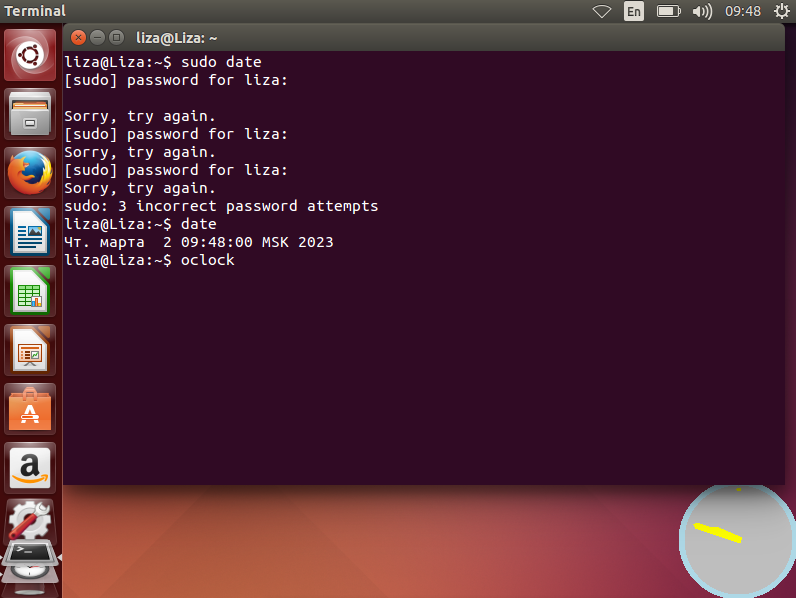 Terminal
En
09:48
liza@Liza: ~
liza@Liza:~$ sudo date
[sudo] password for liza:
Sorry, try again.
[sudo] password for liza:
Sorry, try again.
[sudo] password for liza:
Sorry, try again.
sudo: 3 incorrect password attempts
liza@Liza:~$ date
Чт. марта  2 09:48:00 MSK 2023
liza@Liza:~$ oclock